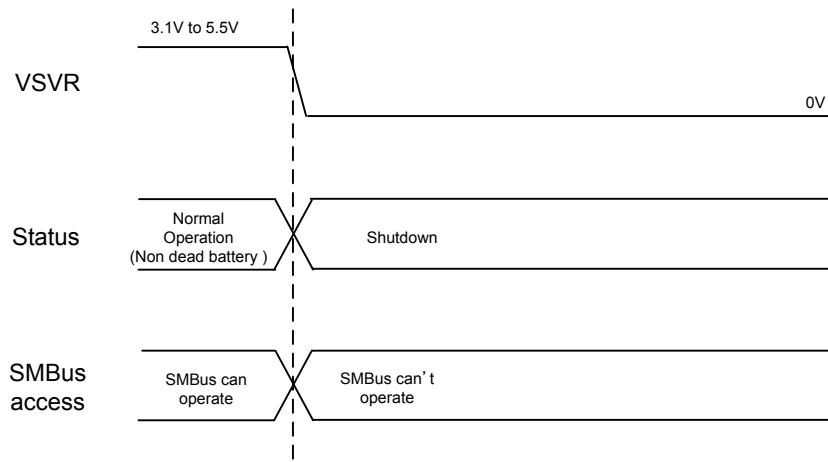 3.1V to 5.5V
VSVR
0V
Status
Normal
Operation
(Non dead battery )
Shutdown
SMBus
access
SMBus can
operate
SMBus can't
operate